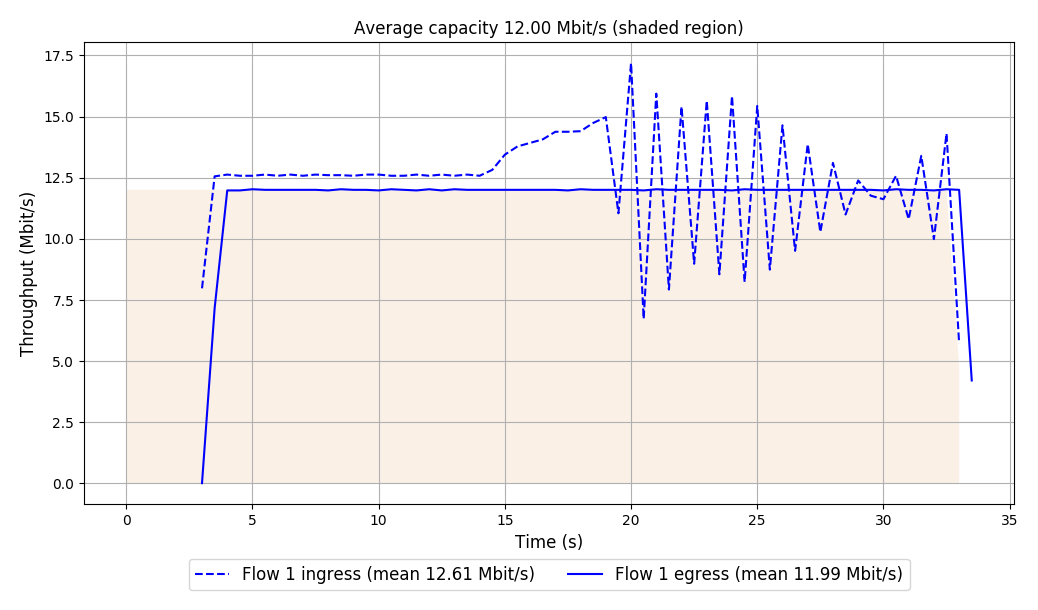 Average capacity 12.00 Mbit/s (shaded region)
17.5
15.0
12.5
10.0
7.5
5.0
2.5
0.0
Throughput (Mbit/s)
0 5 10 15 20 25 30 35
Time (s)
Flow 1 ingress (mean 12.61 Mbit/s) Flow 1 egress (mean 11.99 Mbit/s)